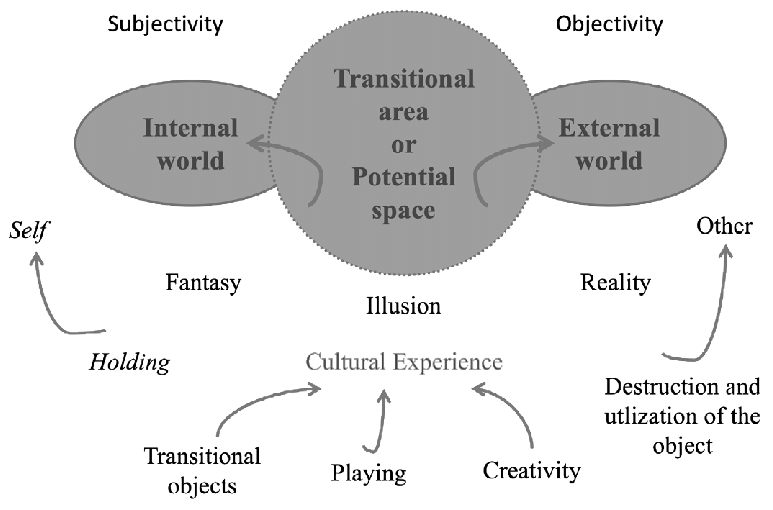 Subjectivity
Objectivity
Transitional
area
or
Potential
space
Internal
world
External
world
Self
Other
Fantasy
Illusion
Reality
Holding
Cultural Experience
Destruction and
utlization of the
object
Transitional
objects
Playing
Creativity